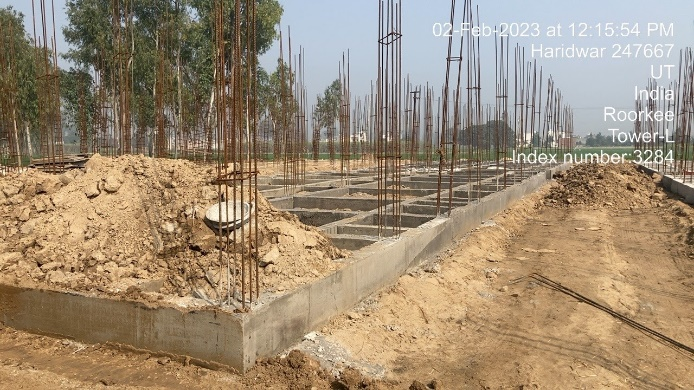 02-Feb-2023 at 12:15:54 PM
Haridwar 247667
UT
India
Roorkee
Tower-L
Index number: 3284